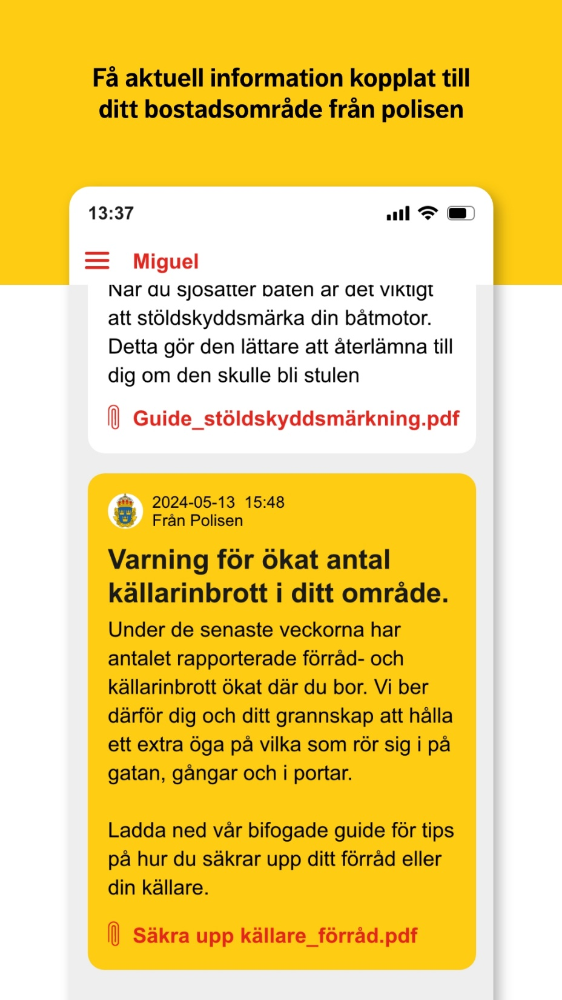 Få aktuell information kopplat till
ditt bostadsområde från polisen
13:37
Miguel
När du sjösätter båten är det viktigt
att stöldskyddsmärka din båtmotor.
Detta gör den lättare att återlämna till
dig om den skulle bli stulen
Guide_stöldskyddsmärkning.pdf
2024-05-13 15:48
Från Polisen
Varning för ökat antal
källarinbrott i ditt område.
Under de senaste veckorna har
antalet rapporterade förråd- och
källarinbrott ökat där du bor. Vi ber
därför dig och ditt grannskap att hålla
ett extra öga på vilka som rör sig i på
gatan, gångar och i portar.
Ladda ned vår bifogade guide för tips
på hur du säkrar upp ditt förråd eller
din källare.
Säkra upp källare_förråd.pdf